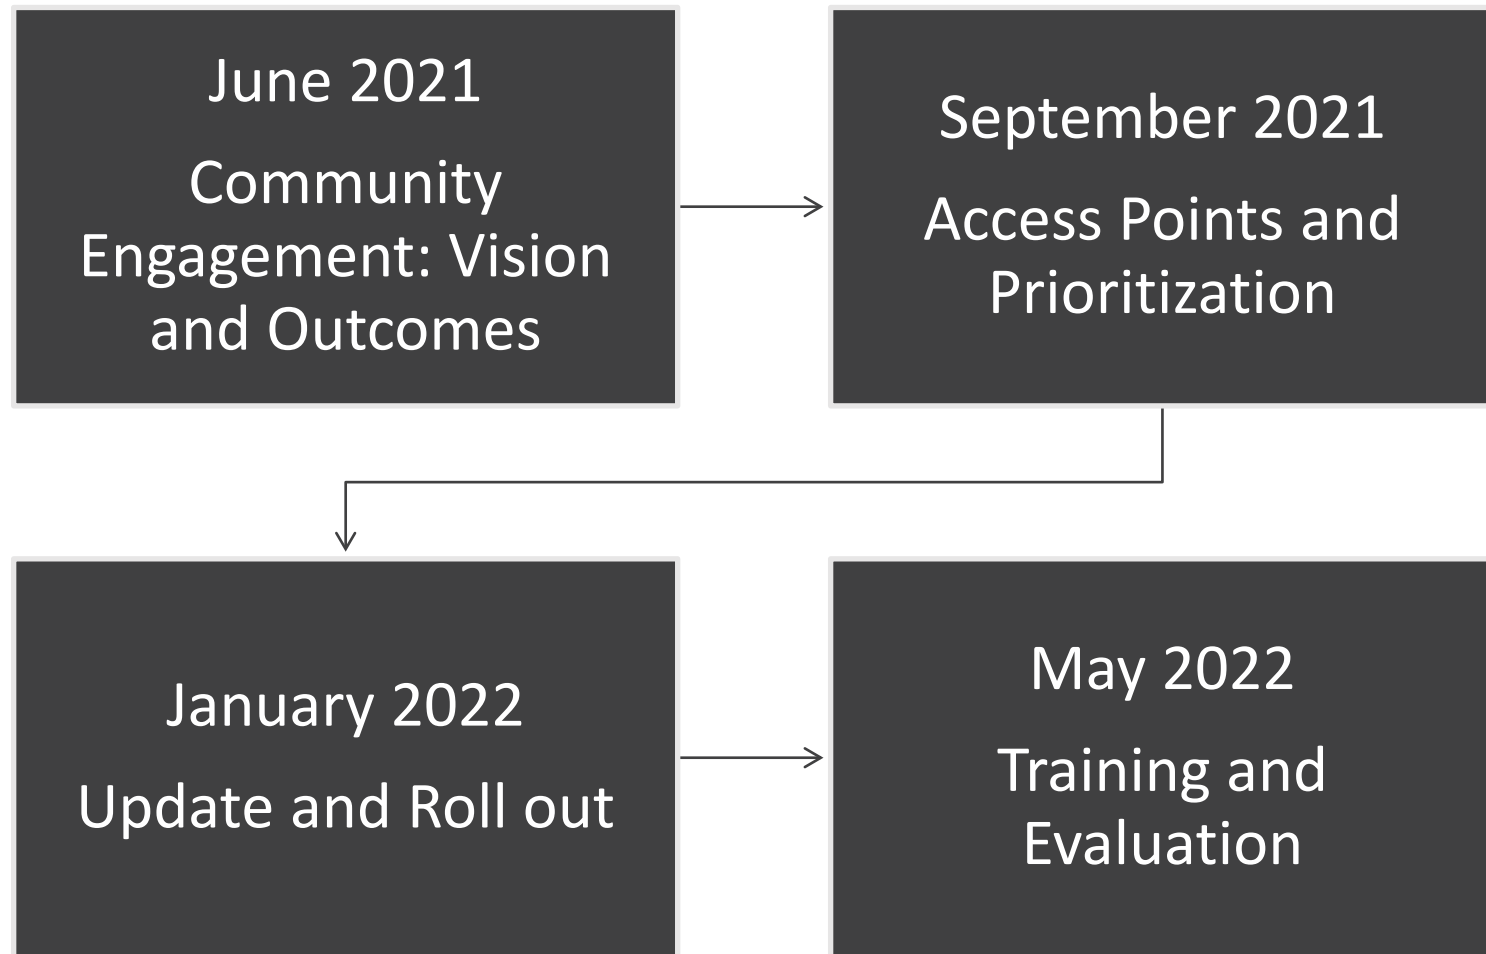 June 2021
Community
Engagement: Vision
and Outcomes
September 2021
Access Points and
Prioritization
January 2022
Update and Roll out
May 2022
Training and
Evaluation